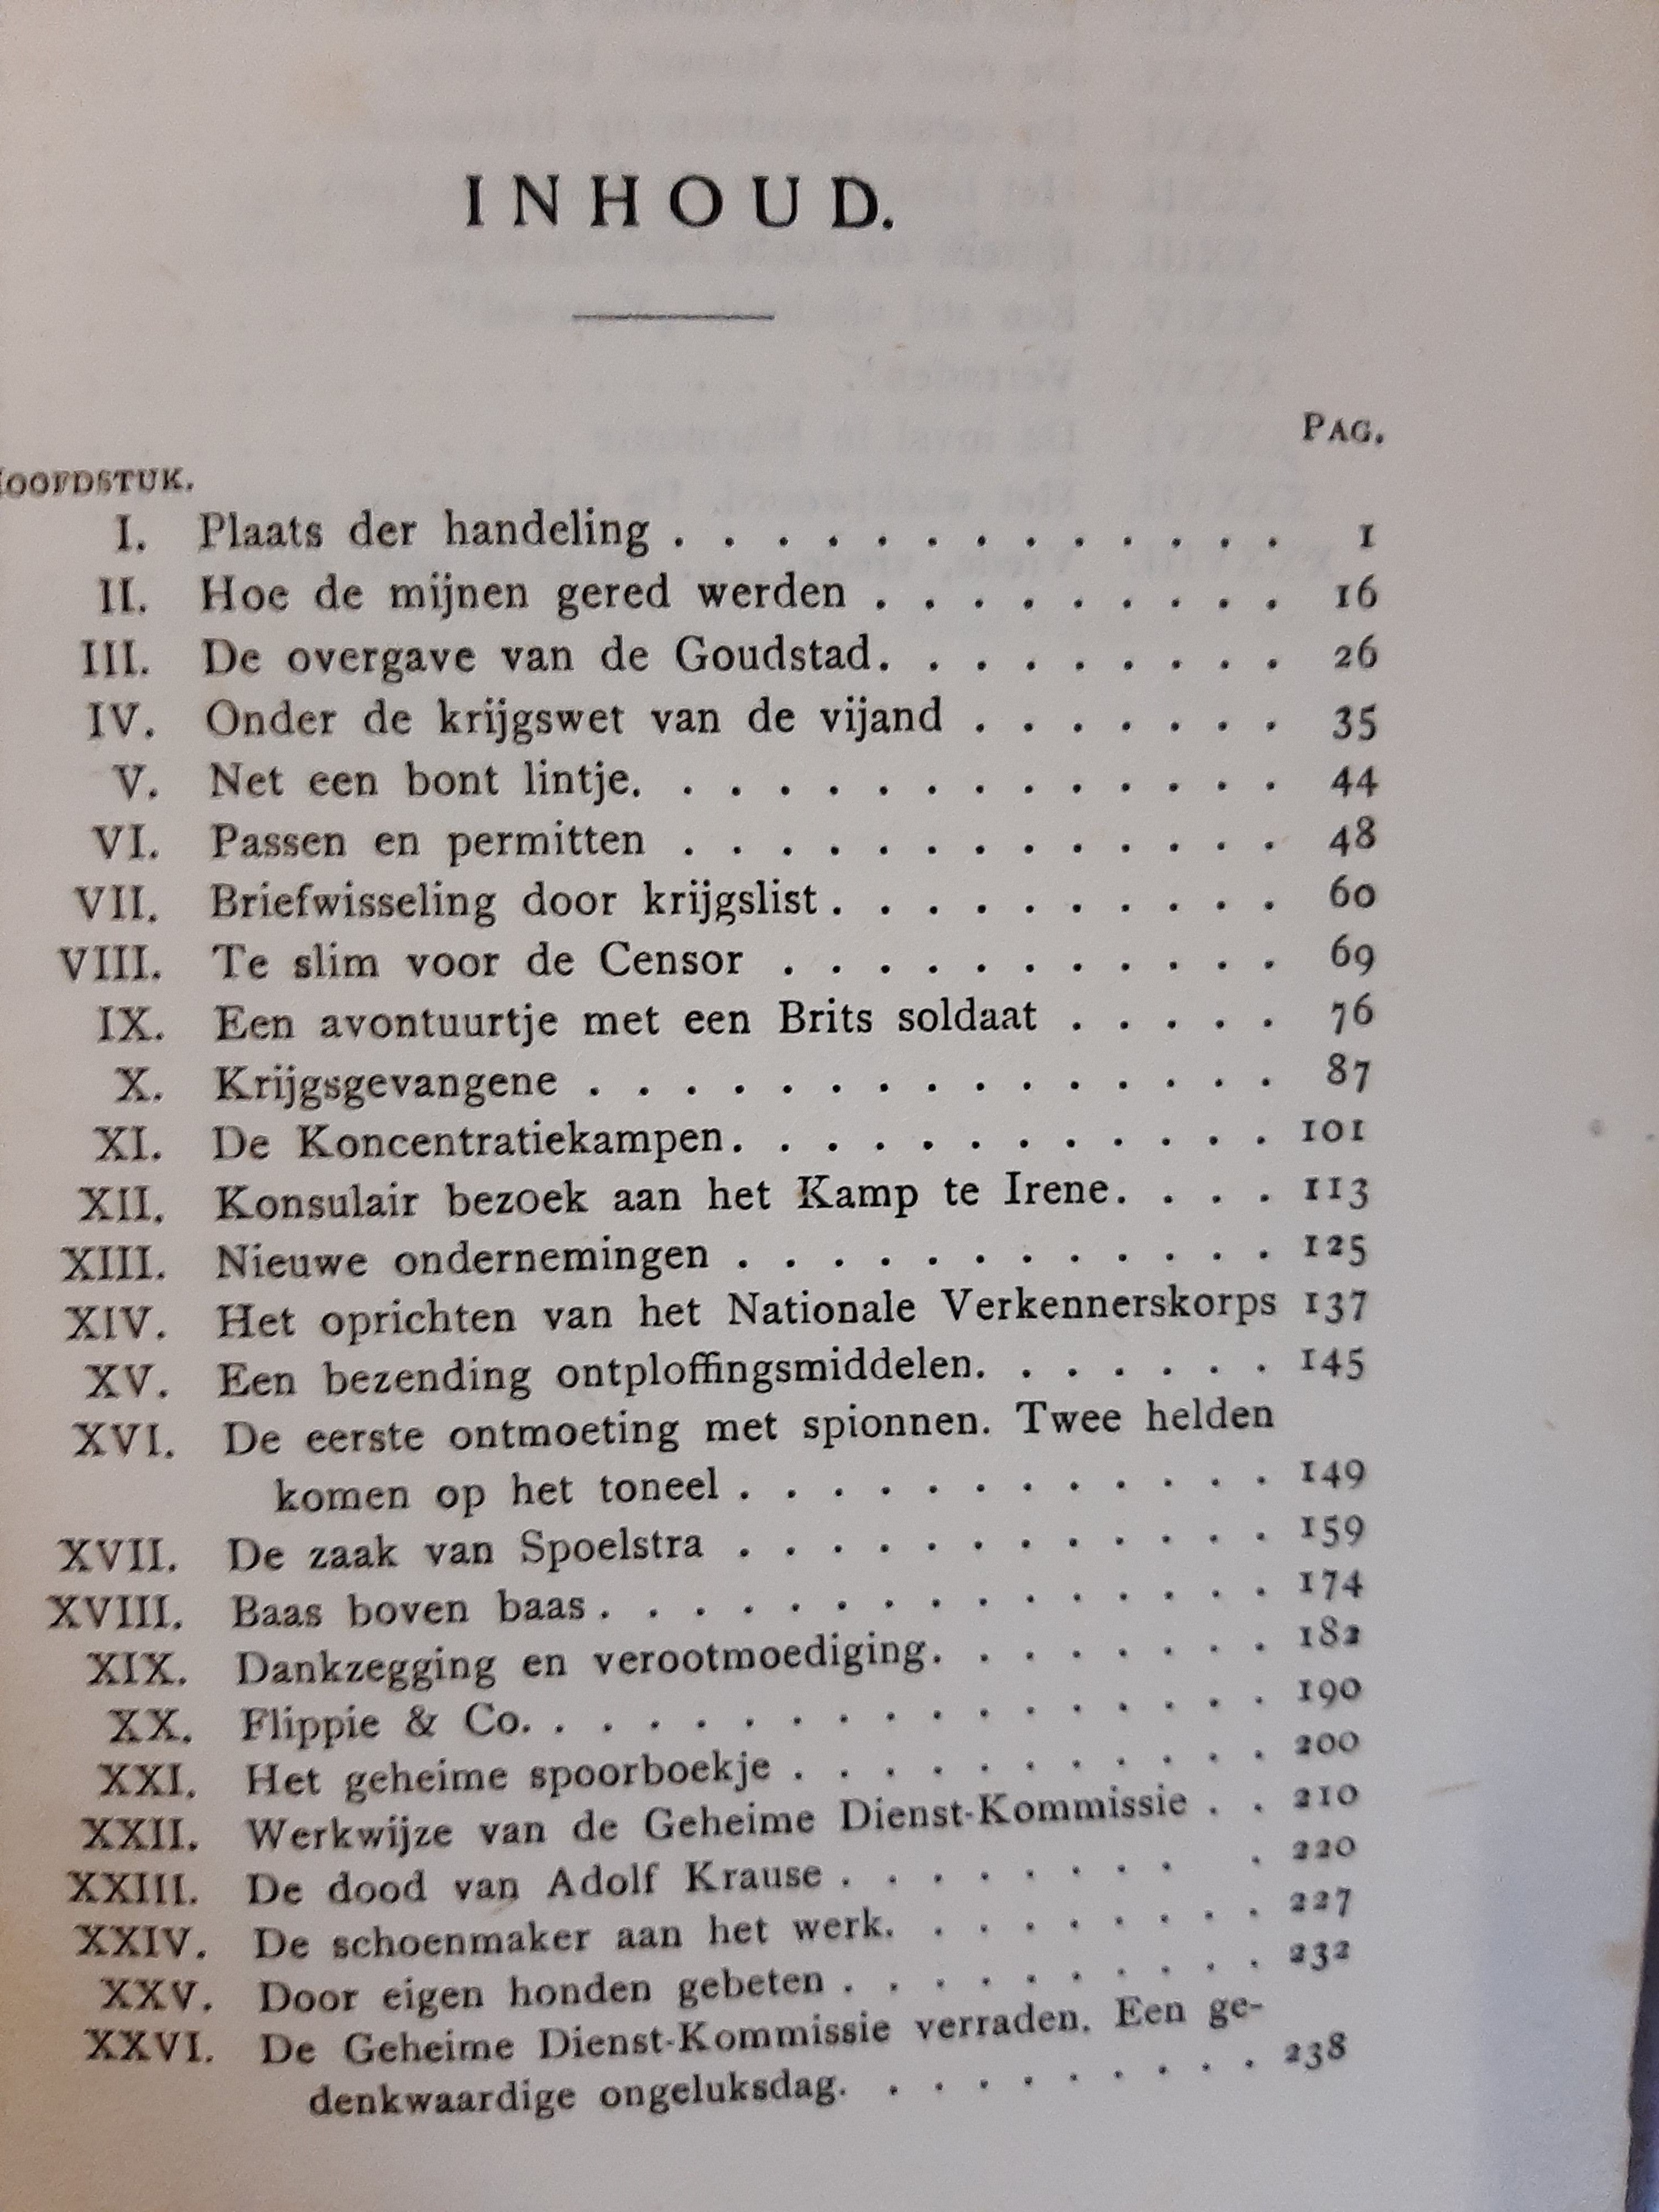 INHOUD.
PAG.
HOOFDSTUK.
I. Plaats der handeling . . . . . . . . . . . . . 1
II. Hoe de mijnen gered werden . . . . . . . . . 16
III. De overgave van de Goudstad. . . . . . . . . 26
IV. Onder de krijgswet van de vijand . . . . . . . 35
V. Net een bont lintje. . . . . . . . . . . . . . 44
VI. Passen en permitten . . . . . . . . . . . . . 48
VII. Briefwisseling door krijgslist. . . . . . . . . . 60
VIII. Te slim voor de Censor . . . . . . . . . . . 69
IX. Een avontuurtje met een Brits soldaat . . . . . 76
X. Krijgsgevangene . . . . . . . . . . . . . . . 87
XI. De Koncentratiekampen. . . . . . . . . . . . 101
XII. Konsulair bezoek aan het Kamp te Irene. . . . 113
XIII. Nieuwe ondernemingen . . . . . . . . . . . . 125
XIV. Het oprichten van het Nationale Verkennerskorps 137
XV. Een bezending ontploffingsmiddelen. . . . . . . 145
XVI. De eerste ontmoeting met spionnen. Twee helden
komen op het toneel . . . . . . . . . . . . 149
XVII. De zaak van Spoelstra . . . . . . . . . . . . 159
XVIII. Baas boven baas . . . . . . . . . . . . . . . 174
XIX. Dankzegging en verootmoediging. . . . . . . . 182
XX. Flippie & Co. . . . . . . . . . . . . . . . . 190
XXI. Het geheime spoorboekje . . . . . . . . . . . 200
XXII. Werkwijze van de Geheime Dienst-Kommissie . . 210
XXIII. De dood van Adolf Krause . . . . . . . . . 220
XXIV. De schoenmaker aan het werk. . . . . . . . . 227
XXV. Door eigen honden gebeten . . . . . . . . . . 232
XXVI. De Geheime Dienst-Kommissie verraden. Een ge-
denkwaardige ongeluksdag. . . . . . . . . . 238